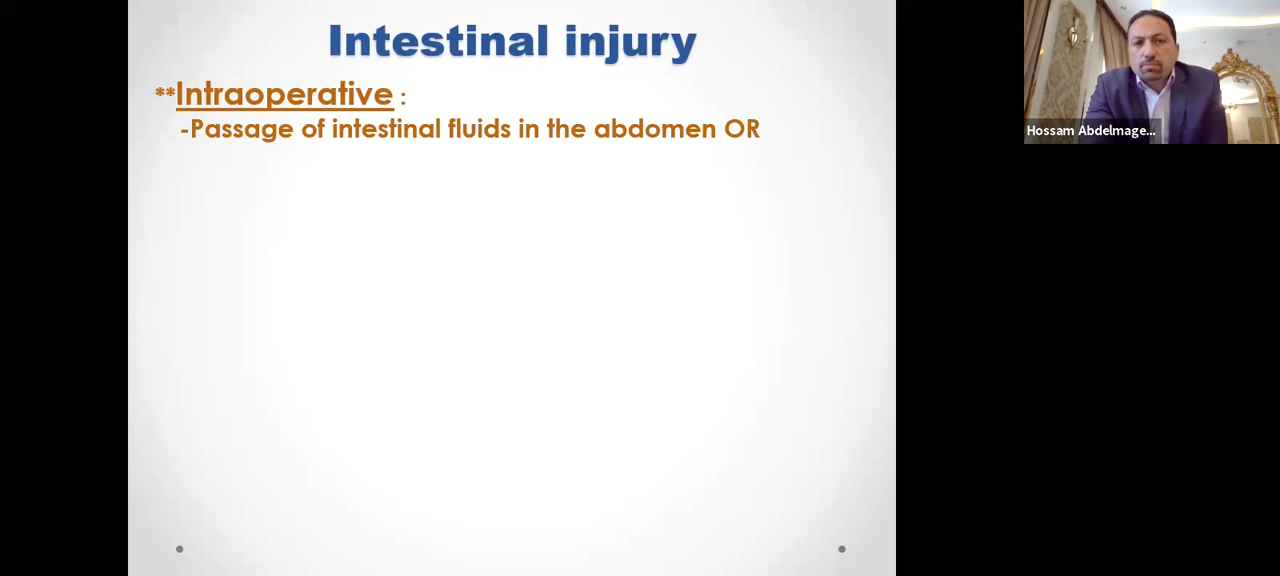 Intestinal injury
**Intraoperative :
-Passage of intestinal fluids in the abdomen OR
Hossam Abdelmage...